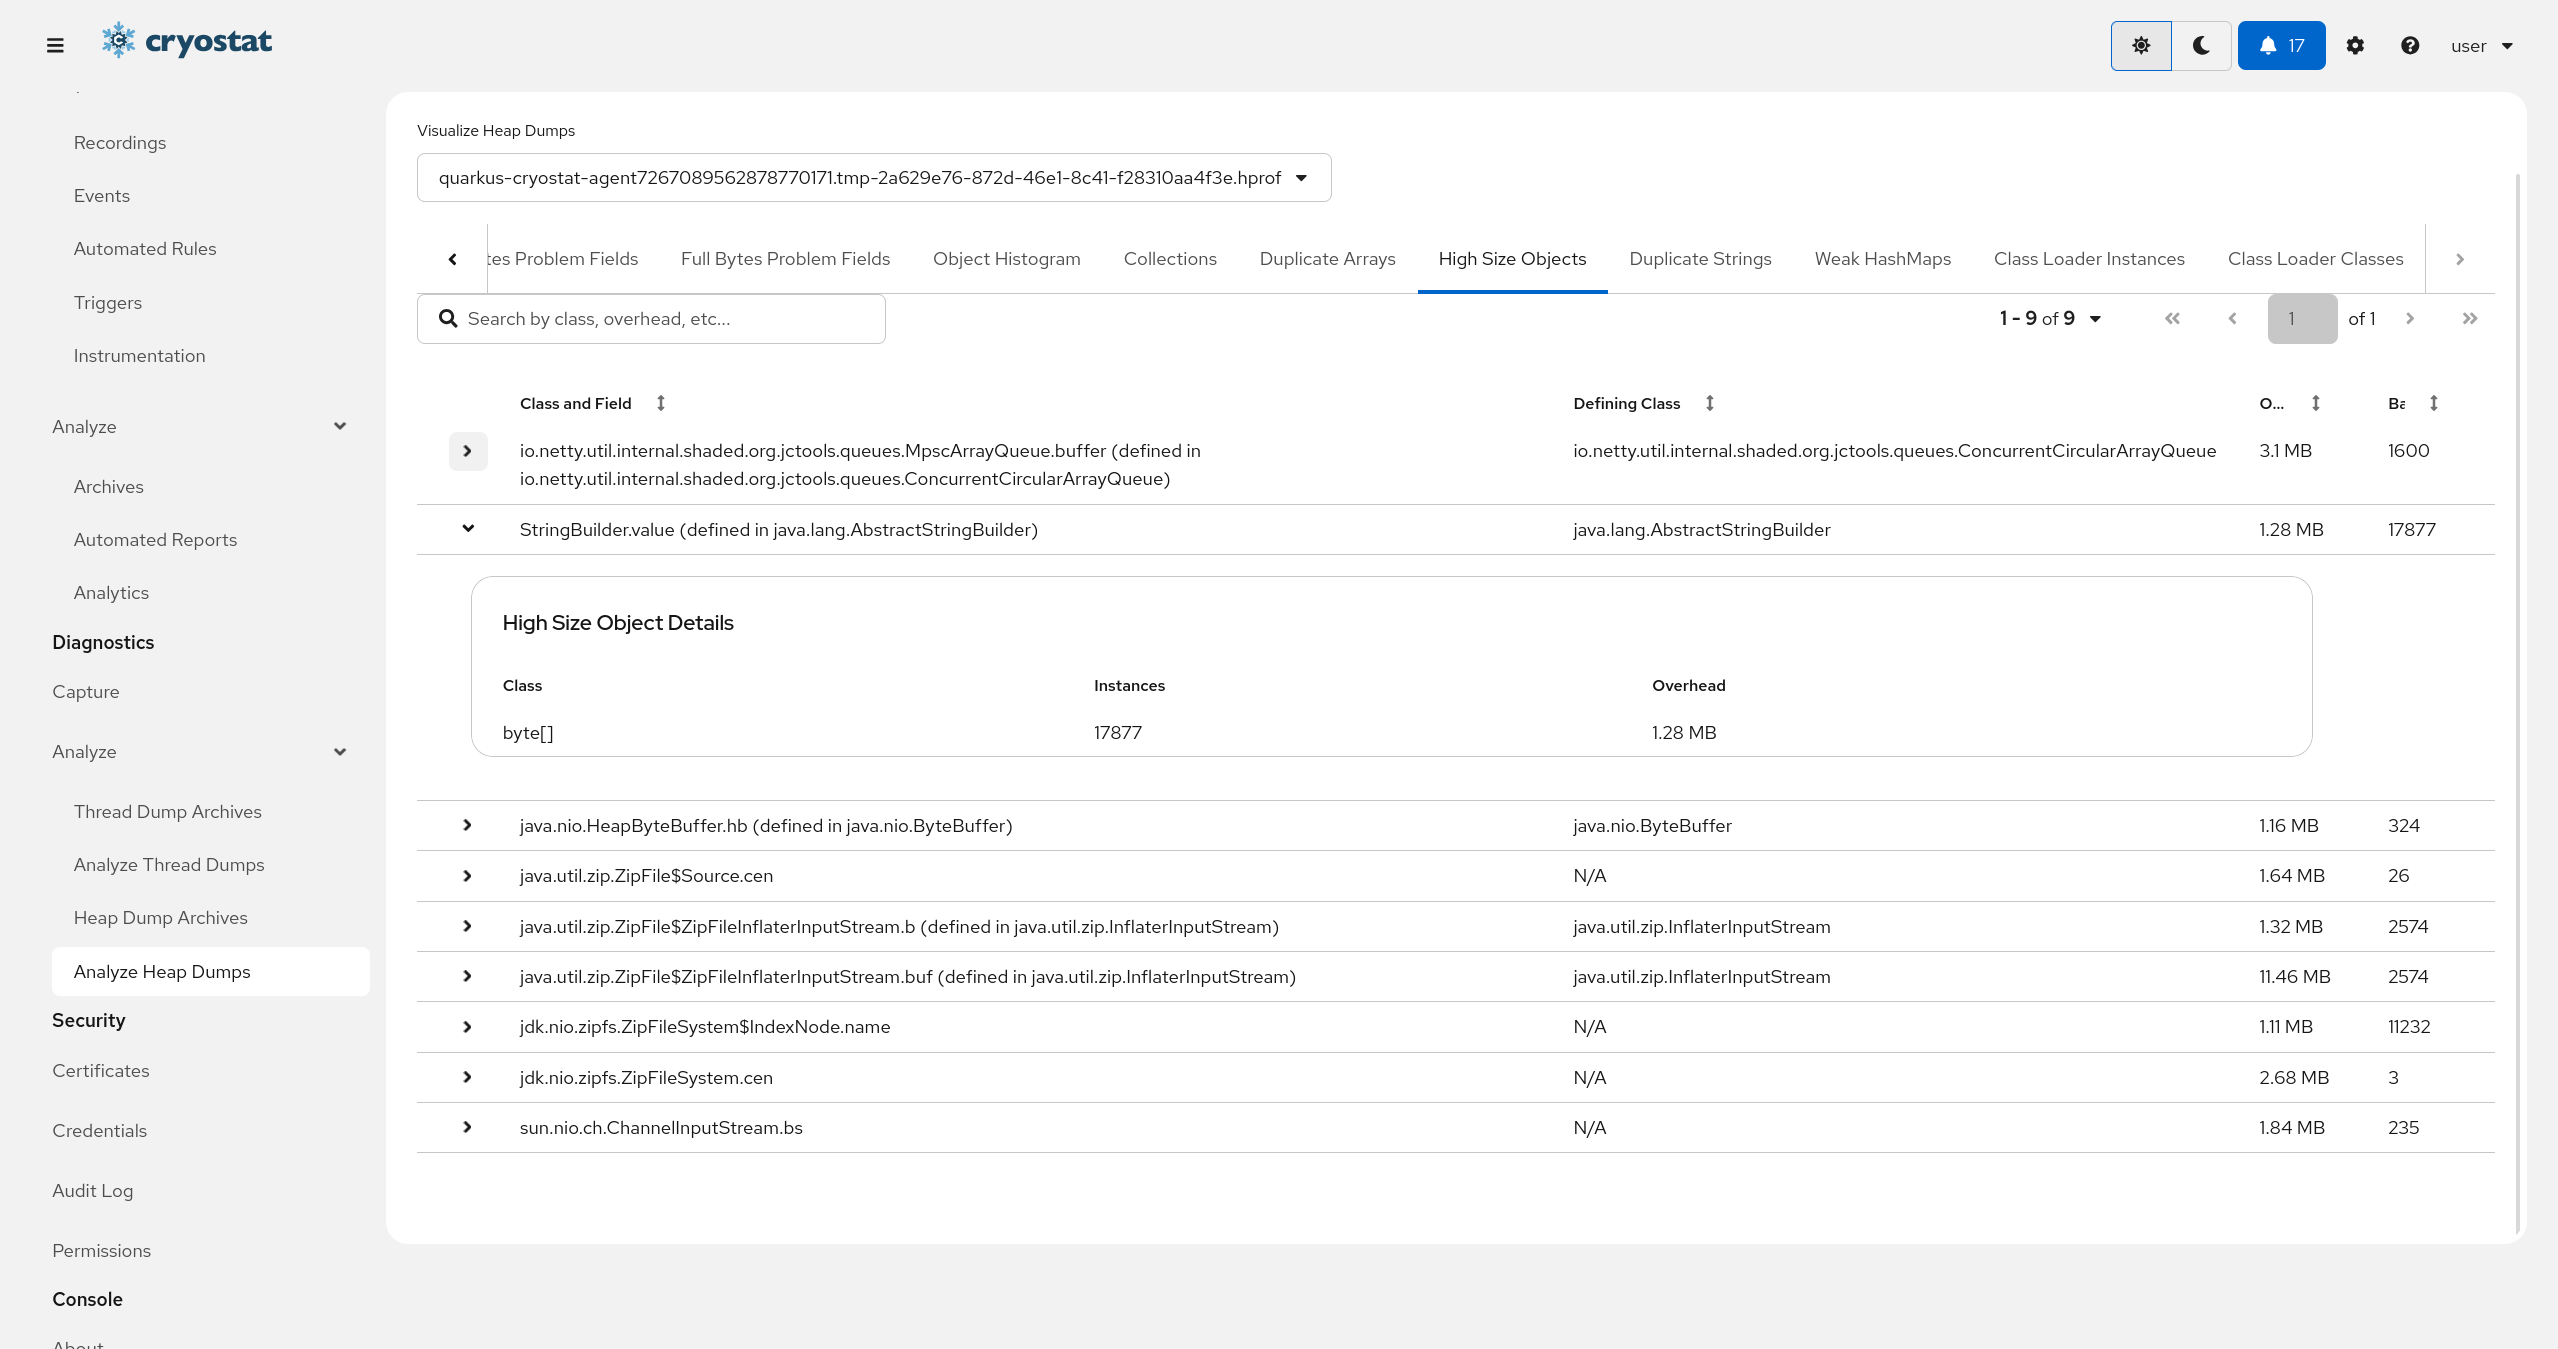 cryostat
17
user
Recordings
Events
Automated Rules
Triggers
Instrumentation
Analyze
Archives
Automated Reports
Analytics
Diagnostics
Capture
Analyze
Thread Dump Archives
Analyze Thread Dumps
Heap Dump Archives
Analyze Heap Dumps
Security
Certificates
Credentials
Audit Log
Permissions
Console
About
Visualize Heap Dumps
quarkus-cryostat-agent7267089562878770171.tmp-2a629e76-872d-46e1-8c41-f28310aa4f3e.hprof
tes Problem Fields Full Bytes Problem Fields Object Histogram Collections Duplicate Arrays High Size Objects Duplicate Strings Weak HashMaps Class Loader Instances Class Loader Classes
Search by class, overhead, etc... 1 - 9 of 9 1 of 1
Class and Field Defining Class O... Ba
io.netty.util.internal.shaded.org.jctools.queues.MpscArrayQueue.buffer (defined in io.netty.util.internal.shaded.org.jctools.queues.ConcurrentCircularArrayQueue 3.1 MB 1600
io.netty.util.internal.shaded.org.jctools.queues.ConcurrentCircularArrayQueue)
StringBuilder.value (defined in java.lang.AbstractStringBuilder) java.lang.AbstractStringBuilder 1.28 MB 17877
High Size Object Details
Class Instances Overhead
byte[] 17877 1.28 MB
java.nio.HeapByteBuffer.hb (defined in java.nio.ByteBuffer) java.nio.ByteBuffer 1.16 MB 324
java.util.zip.ZipFile$Source.cen N/A 1.64 MB 26
java.util.zip.ZipFile$ZipFileInflaterInputStream.b (defined in java.util.zip.InflaterInputStream) java.util.zip.InflaterInputStream 1.32 MB 2574
java.util.zip.ZipFile$ZipFileInflaterInputStream.buf (defined in java.util.zip.InflaterInputStream) java.util.zip.InflaterInputStream 11.46 MB 2574
jdk.nio.zipfs.ZipFileSystem$IndexNode.name N/A 1.11 MB 11232
jdk.nio.zipfs.ZipFileSystem.cen N/A 2.68 MB 3
sun.nio.ch.ChannelInputStream.bs N/A 1.84 MB 235